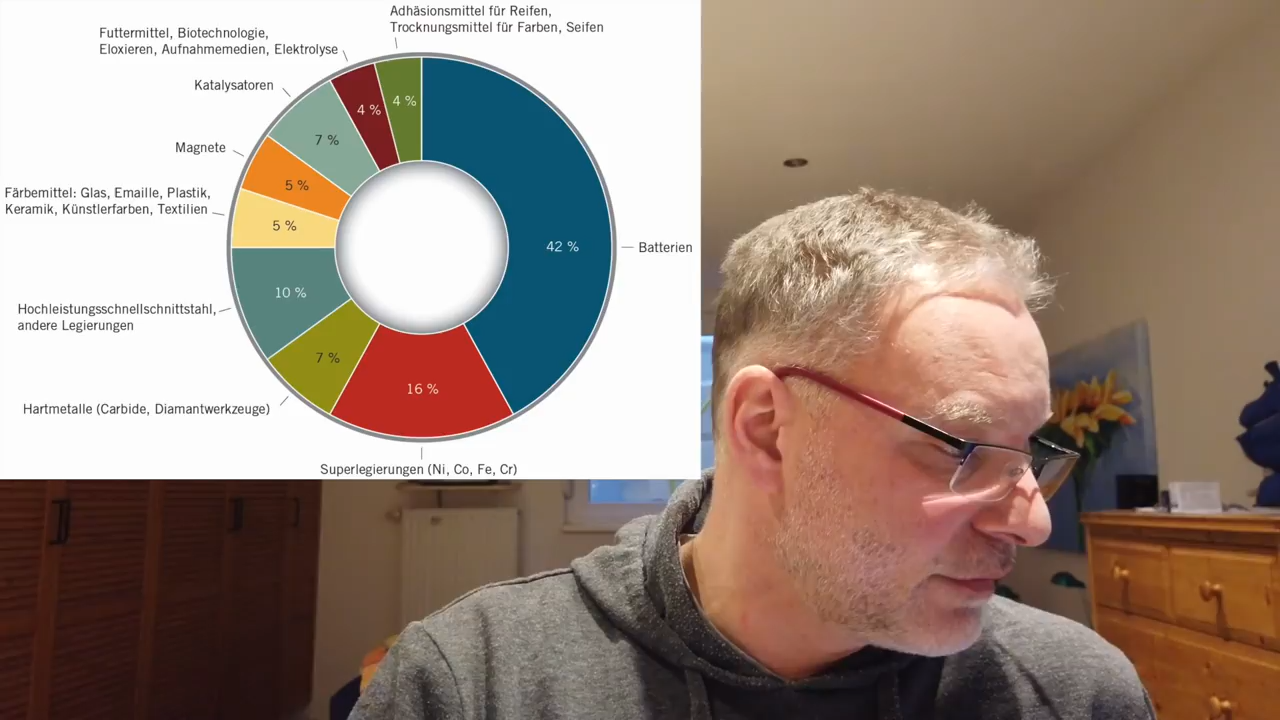 Adhäsionsmittel für Reifen,
Trocknungsmittel für Farben, Seifen
Futtermittel, Biotechnologie,
Eloxieren, Aufnahmemedien, Elektrolyse
Katalysatoren
Magnete
Färbemittel: Glas, Emaille, Plastik,
Keramik, Künstlerfarben, Textilien
Hochleistungsschnellschnittstahl,
andere Legierungen
Hartmetalle (Carbide, Diamantwerkzeuge)
Superlegierungen (Ni, Co, Fe, Cr)
Batterien
4 %
4 %
7 %
5 %
5 %
10 %
7 %
16 %
42 %